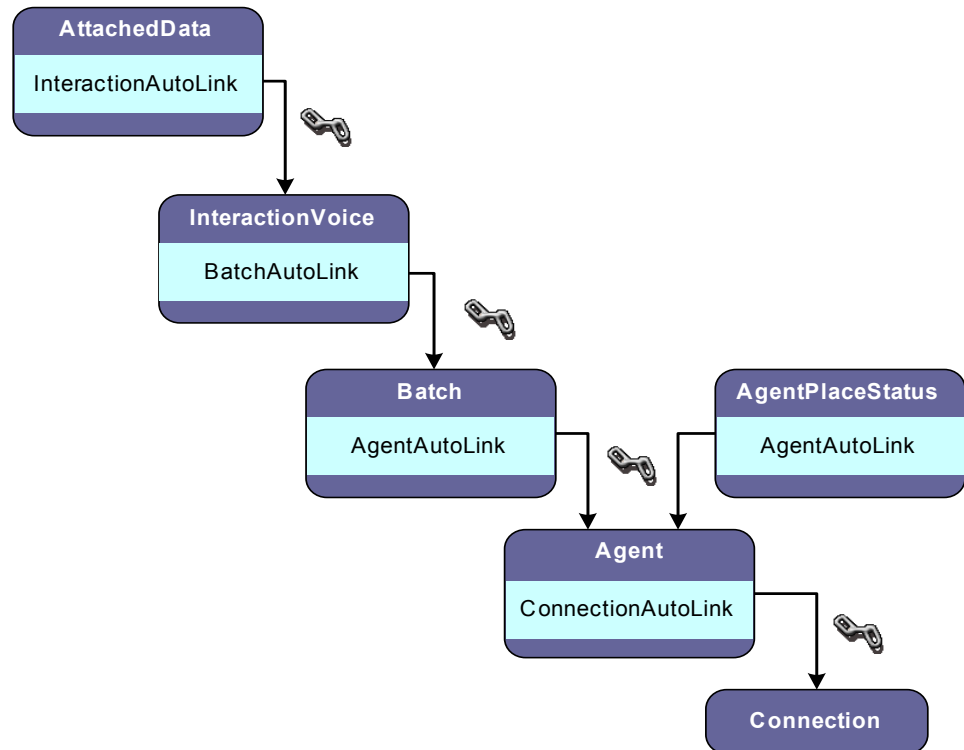 AttachedData
InteractionAutoLink
InteractionVoice
BatchAutoLink
Batch
AgentAutoLink
AgentPlaceStatus
AgentAutoLink
Agent
ConnectionAutoLink
Connection